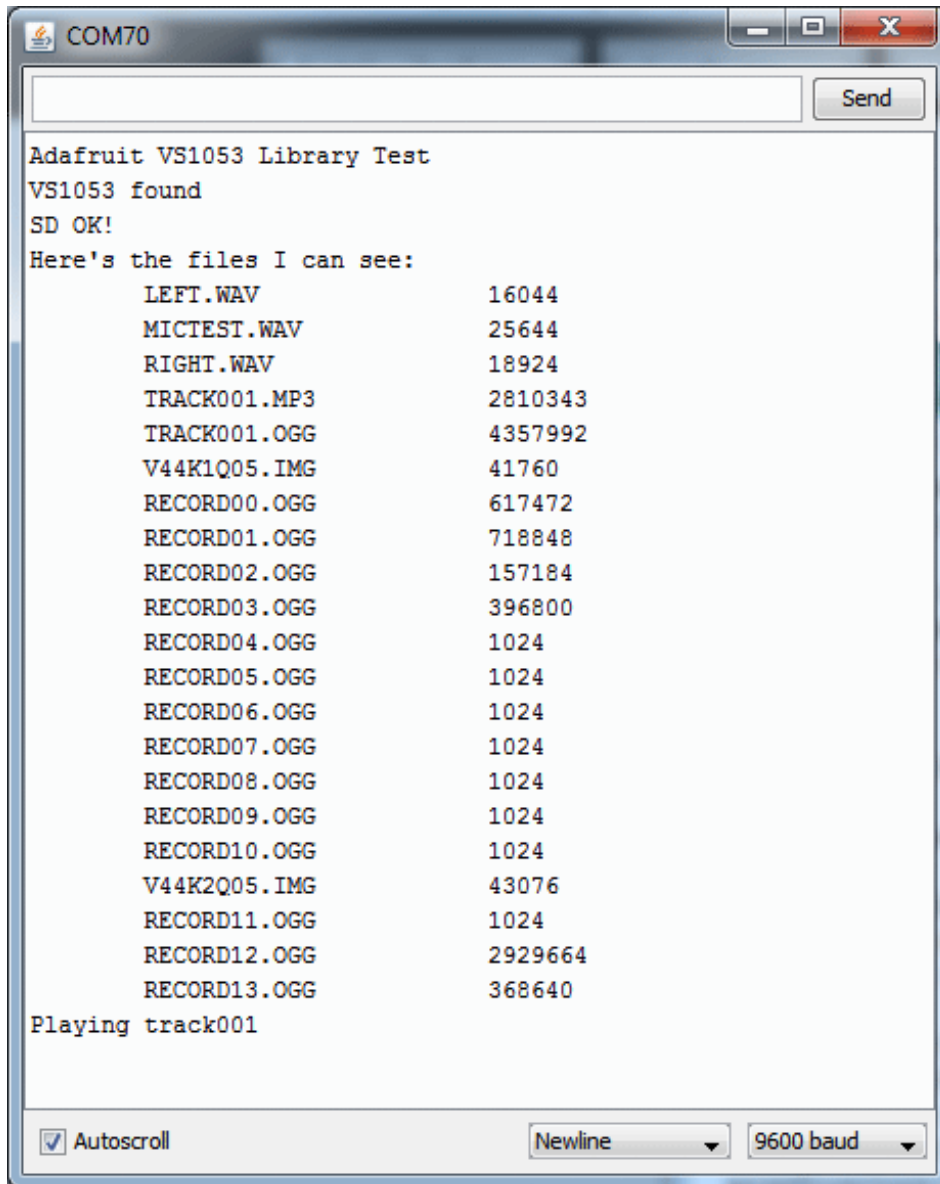 COM70
Send
Adafruit VS1053 Library Test
VS1053 found
SD OK!
Here's the files I can see:
LEFT.WAV 16044
MICTEST.WAV 25644
RIGHT.WAV 18924
TRACK001.MP3 2810343
TRACK001.OGG 4357992
V44K1Q05.IMG 41760
RECORD00.OGG 617472
RECORD01.OGG 718848
RECORD02.OGG 157184
RECORD03.OGG 396800
RECORD04.OGG 1024
RECORD05.OGG 1024
RECORD06.OGG 1024
RECORD07.OGG 1024
RECORD08.OGG 1024
RECORD09.OGG 1024
RECORD10.OGG 1024
V44K2Q05.IMG 43076
RECORD11.OGG 1024
RECORD12.OGG 2929664
RECORD13.OGG 368640
Playing track001
Autoscroll Newline 9600 baud